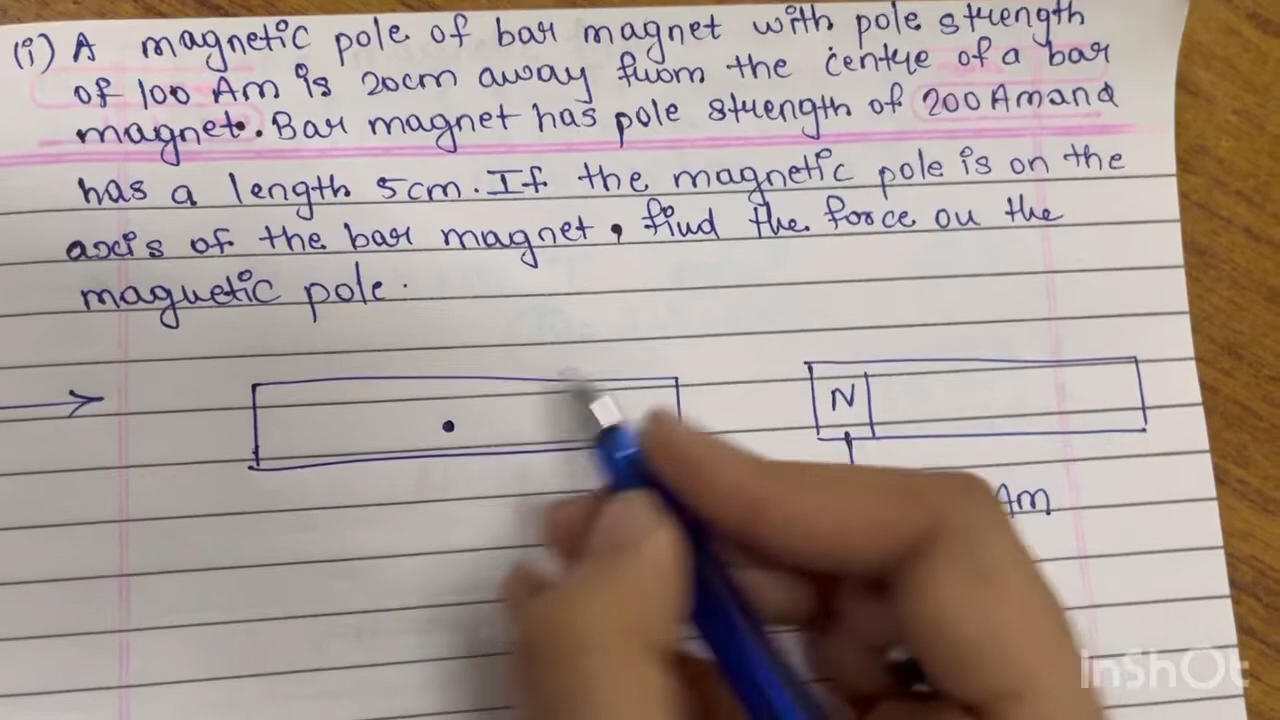 (i) A magnetic pole of bar magnet with pole strength
of 100 Am is 20cm away from the centre of a bar
magnet. Bar magnet has pole strength of 200 Am and
has a length 5cm. If the magnetic pole is on the
axis of the bar magnet, find the force on the
magnetic pole.
N
Am
InShOt